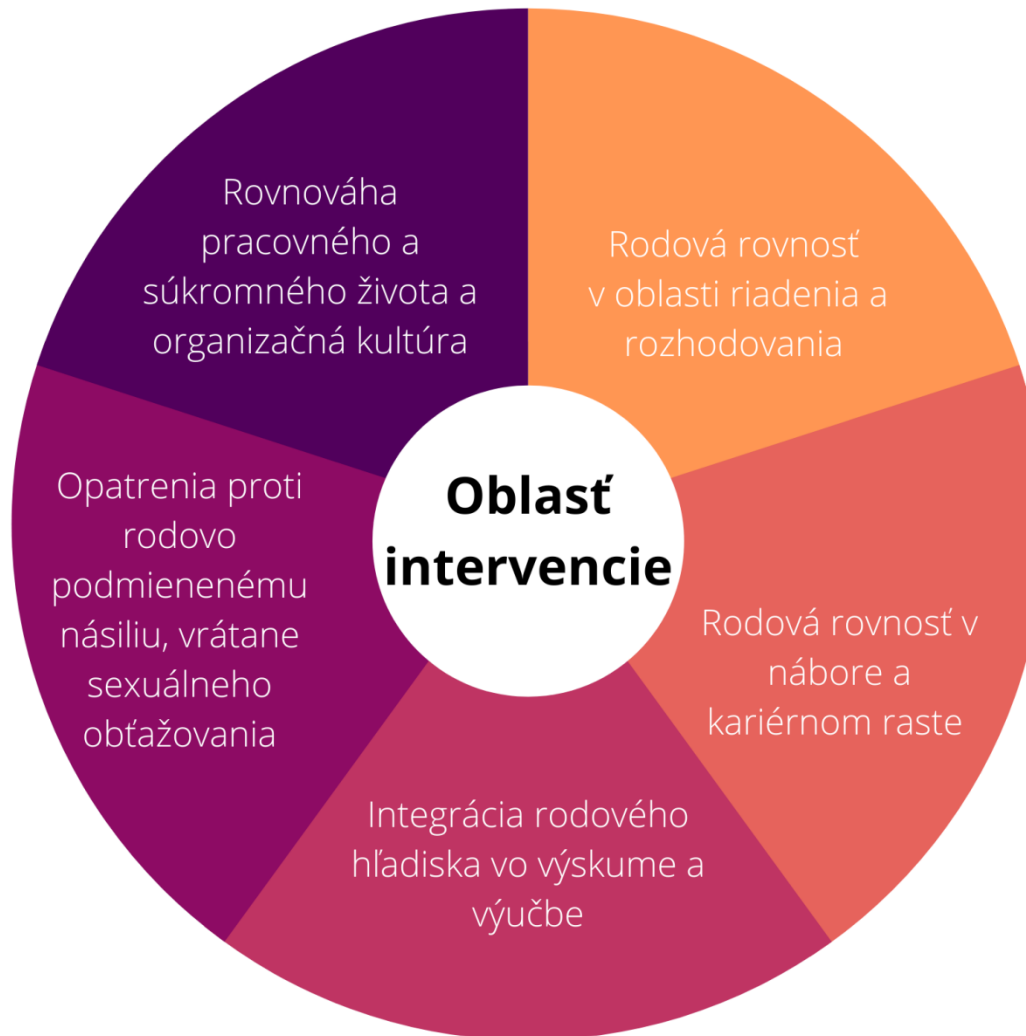 Rovnováha
pracovného a
súkromného života a
organizačná kultúra
Rodová rovnosť
v oblasti riadenia a
rozhodovania
Opatrenia proti
rodovo
podmienenému
násiliu, vrátane
sexuálneho
obťažovania
Oblasť
intervencie
Rodová rovnosť v
nábore a
kariérnom raste
Integrácia rodového
hľadiska vo výskume a
výučbe